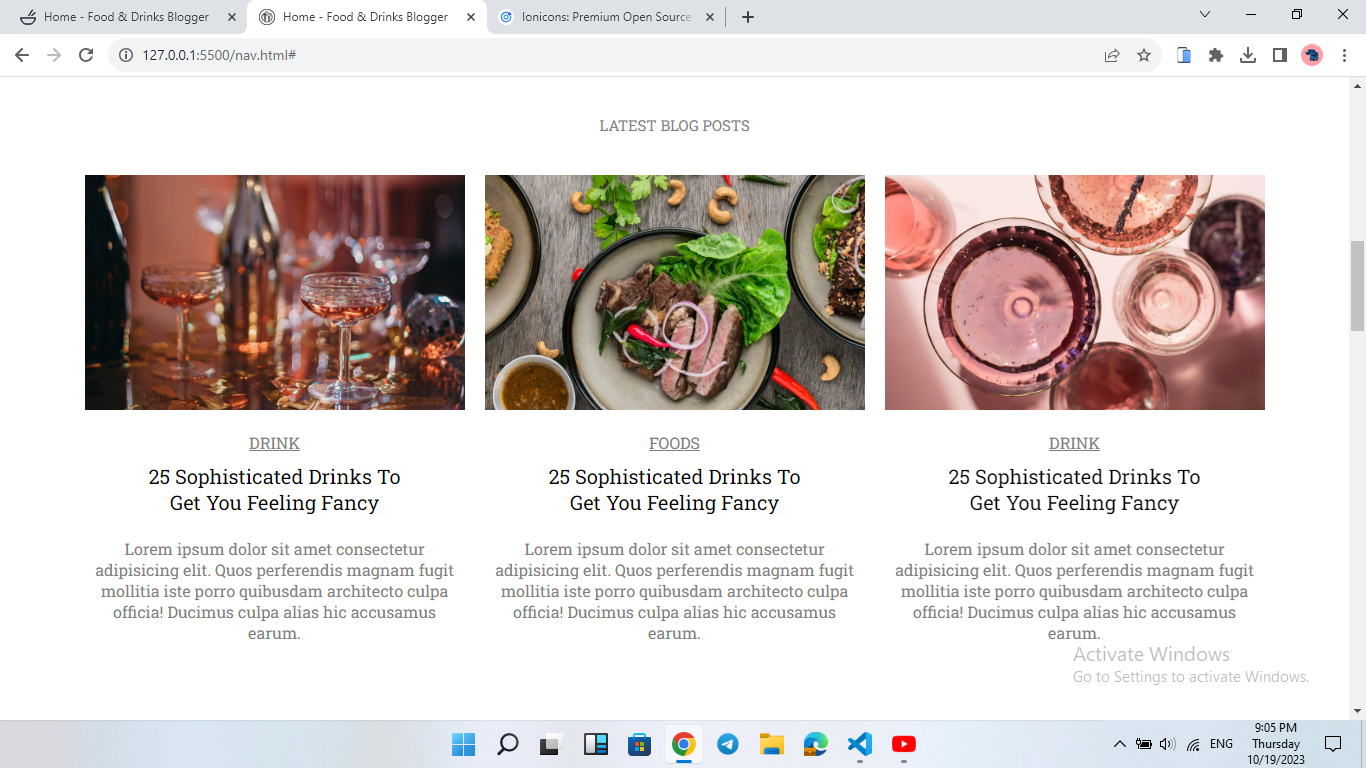 Home - Food & Drinks Blogger
Home - Food & Drinks Blogger
Ionicons: Premium Open Source
127.0.0.1:5500/nav.html#
LATEST BLOG POSTS
DRINK
25 Sophisticated Drinks To
Get You Feeling Fancy
Lorem ipsum dolor sit amet consectetur
adipisicing elit. Quos perferendis magnam fugit
mollitia iste porro quibusdam architecto culpa
officia! Ducimus culpa alias hic accusamus
earum.
FOODS
25 Sophisticated Drinks To
Get You Feeling Fancy
Lorem ipsum dolor sit amet consectetur
adipisicing elit. Quos perferendis magnam fugit
mollitia iste porro quibusdam architecto culpa
officia! Ducimus culpa alias hic accusamus
earum.
DRINK
25 Sophisticated Drinks To
Get You Feeling Fancy
Lorem ipsum dolor sit amet consectetur
adipisicing elit. Quos perferendis magnam fugit
mollitia iste porro quibusdam architecto culpa
officia! Ducimus culpa alias hic accusamus
earum.
Activate Windows
Go to Settings to activate Windows.
ENG
9:05 PM
Thursday
10/19/2023